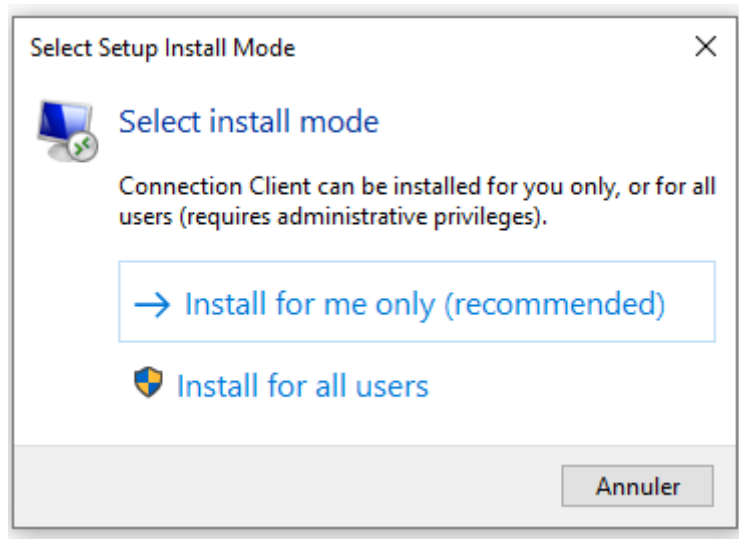 Select Setup Install Mode
Select install mode
Connection Client can be installed for you only, or for all
users (requires administrative privileges).
Install for me only (recommended)
Install for all users
Annuler